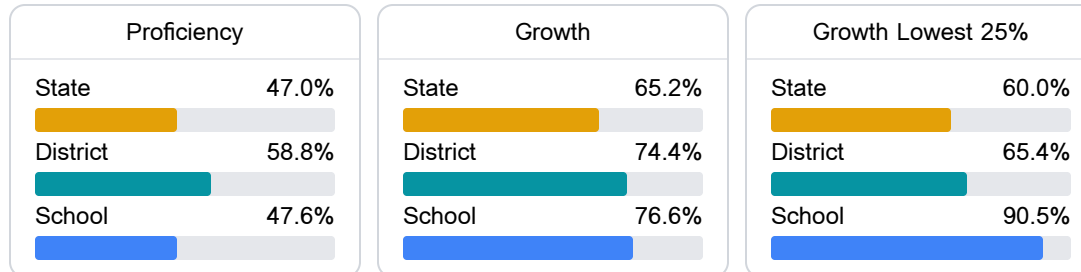 Proficiency
State 47.0%
District 58.8%
School 47.6%
Growth
State 65.2%
District 74.4%
School 76.6%
Growth Lowest 25%
State 60.0%
District 65.4%
School 90.5%